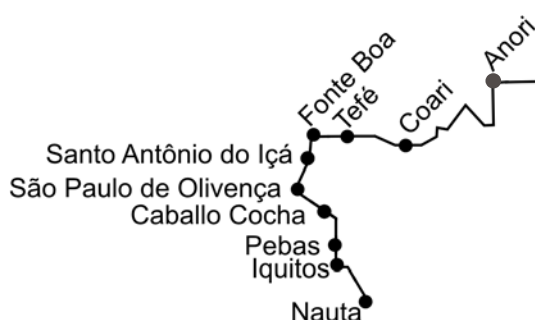 Anori
Coari
Tefé
Fonte Boa
Santo Antônio do Içá
São Paulo de Olivença
Caballo Cocha
Pebas
Iquitos
Nauta